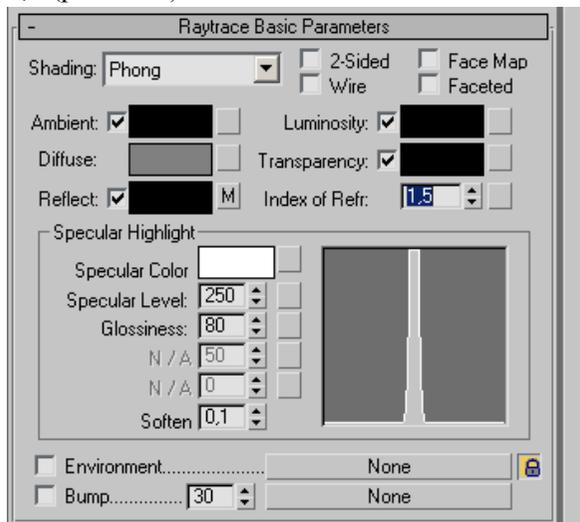 - Raytrace Basic Parameters
Shading: Phong 2-Sided Face Map
Wire Faceted
Ambient: Luminosity:
Diffuse: Transparency:
Reflect: M Index of Refr: 1,5
Specular Highlight
Specular Color
Specular Level: 250
Glossiness: 80
N / A 50
N / A 0
Soften 0,1
Environment.................... None
Bump.............. 30 None